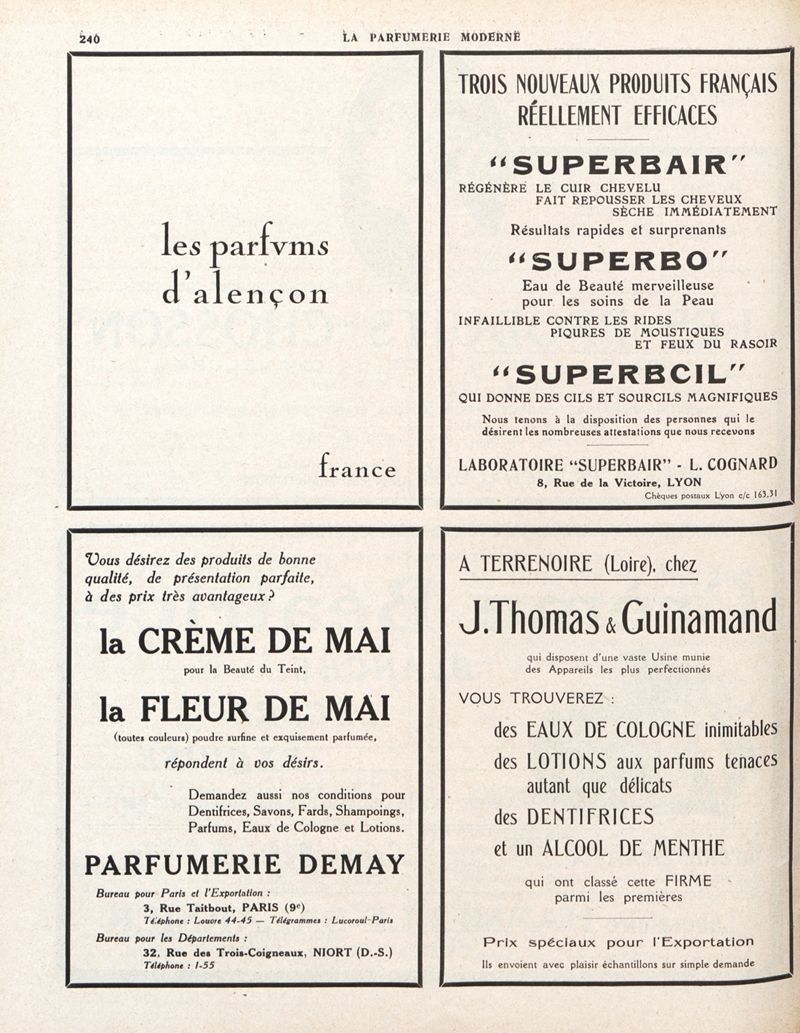 240
LA PARFUMERIE MODERNE
les parfvms
d'alençon
france
TROIS NOUVEAUX PRODUITS FRANÇAIS
RÉELLEMENT EFFICACES
"SUPERBAIR"
RÉGÉNÈRE LE CUIR CHEVELU
FAIT REPOUSSER LES CHEVEUX
SÈCHE IMMÉDIATEMENT
Résultats rapides et surprenants
"SUPERBO"
Eau de Beauté merveilleuse
pour les soins de la Peau
INFAILLIBLE CONTRE LES RIDES
PIQURES DE MOUSTIQUES
ET FEUX DU RASOIR
"SUPERBCIL"
QUI DONNE DES CILS ET SOURCILS MAGNIFIQUES
Nous tenons à la disposition des personnes qui le
désirent les nombreuses attestations que nous recevons
LABORATOIRE "SUPERBAIR" - L. COGNARD
8, Rue de la Victoire, LYON
Chèques postaux Lyon c/c 163.31
Vous désirez des produits de bonne
qualité, de présentation parfaite,
à des prix très avantageux ?
la CRÈME DE MAI
pour la Beauté du Teint,
la FLEUR DE MAI
(toutes couleurs) poudre surfine et exquisement parfumée,
répondent à vos désirs.
Demandez aussi nos conditions pour
Dentifrices, Savons, Fards, Shampoings,
Parfums, Eaux de Cologne et Lotions.
PARFUMERIE DEMAY
Bureau pour Paris et l'Exportation :
3, Rue Taitbout, PARIS (9e)
Téléphone : Louvre 44-45 — Télégrammes : Lucoroul-Paris
Bureau pour les Départements :
32, Rue des Trois-Coigneaux, NIORT (D.-S.)
Téléphone : 1-55
A TERRENOIRE (Loire), chez
J. Thomas & Guinamand
qui disposent d'une vaste Usine munie
des Appareils les plus perfectionnés
VOUS TROUVEREZ :
des EAUX DE COLOGNE inimitables
des LOTIONS aux parfums tenaces
autant que délicats
des DENTIFRICES
et un ALCOOL DE MENTHE
qui ont classé cette FIRME
parmi les premières
Prix spéciaux pour l'Exportation
Ils envoient avec plaisir échantillons sur simple demande